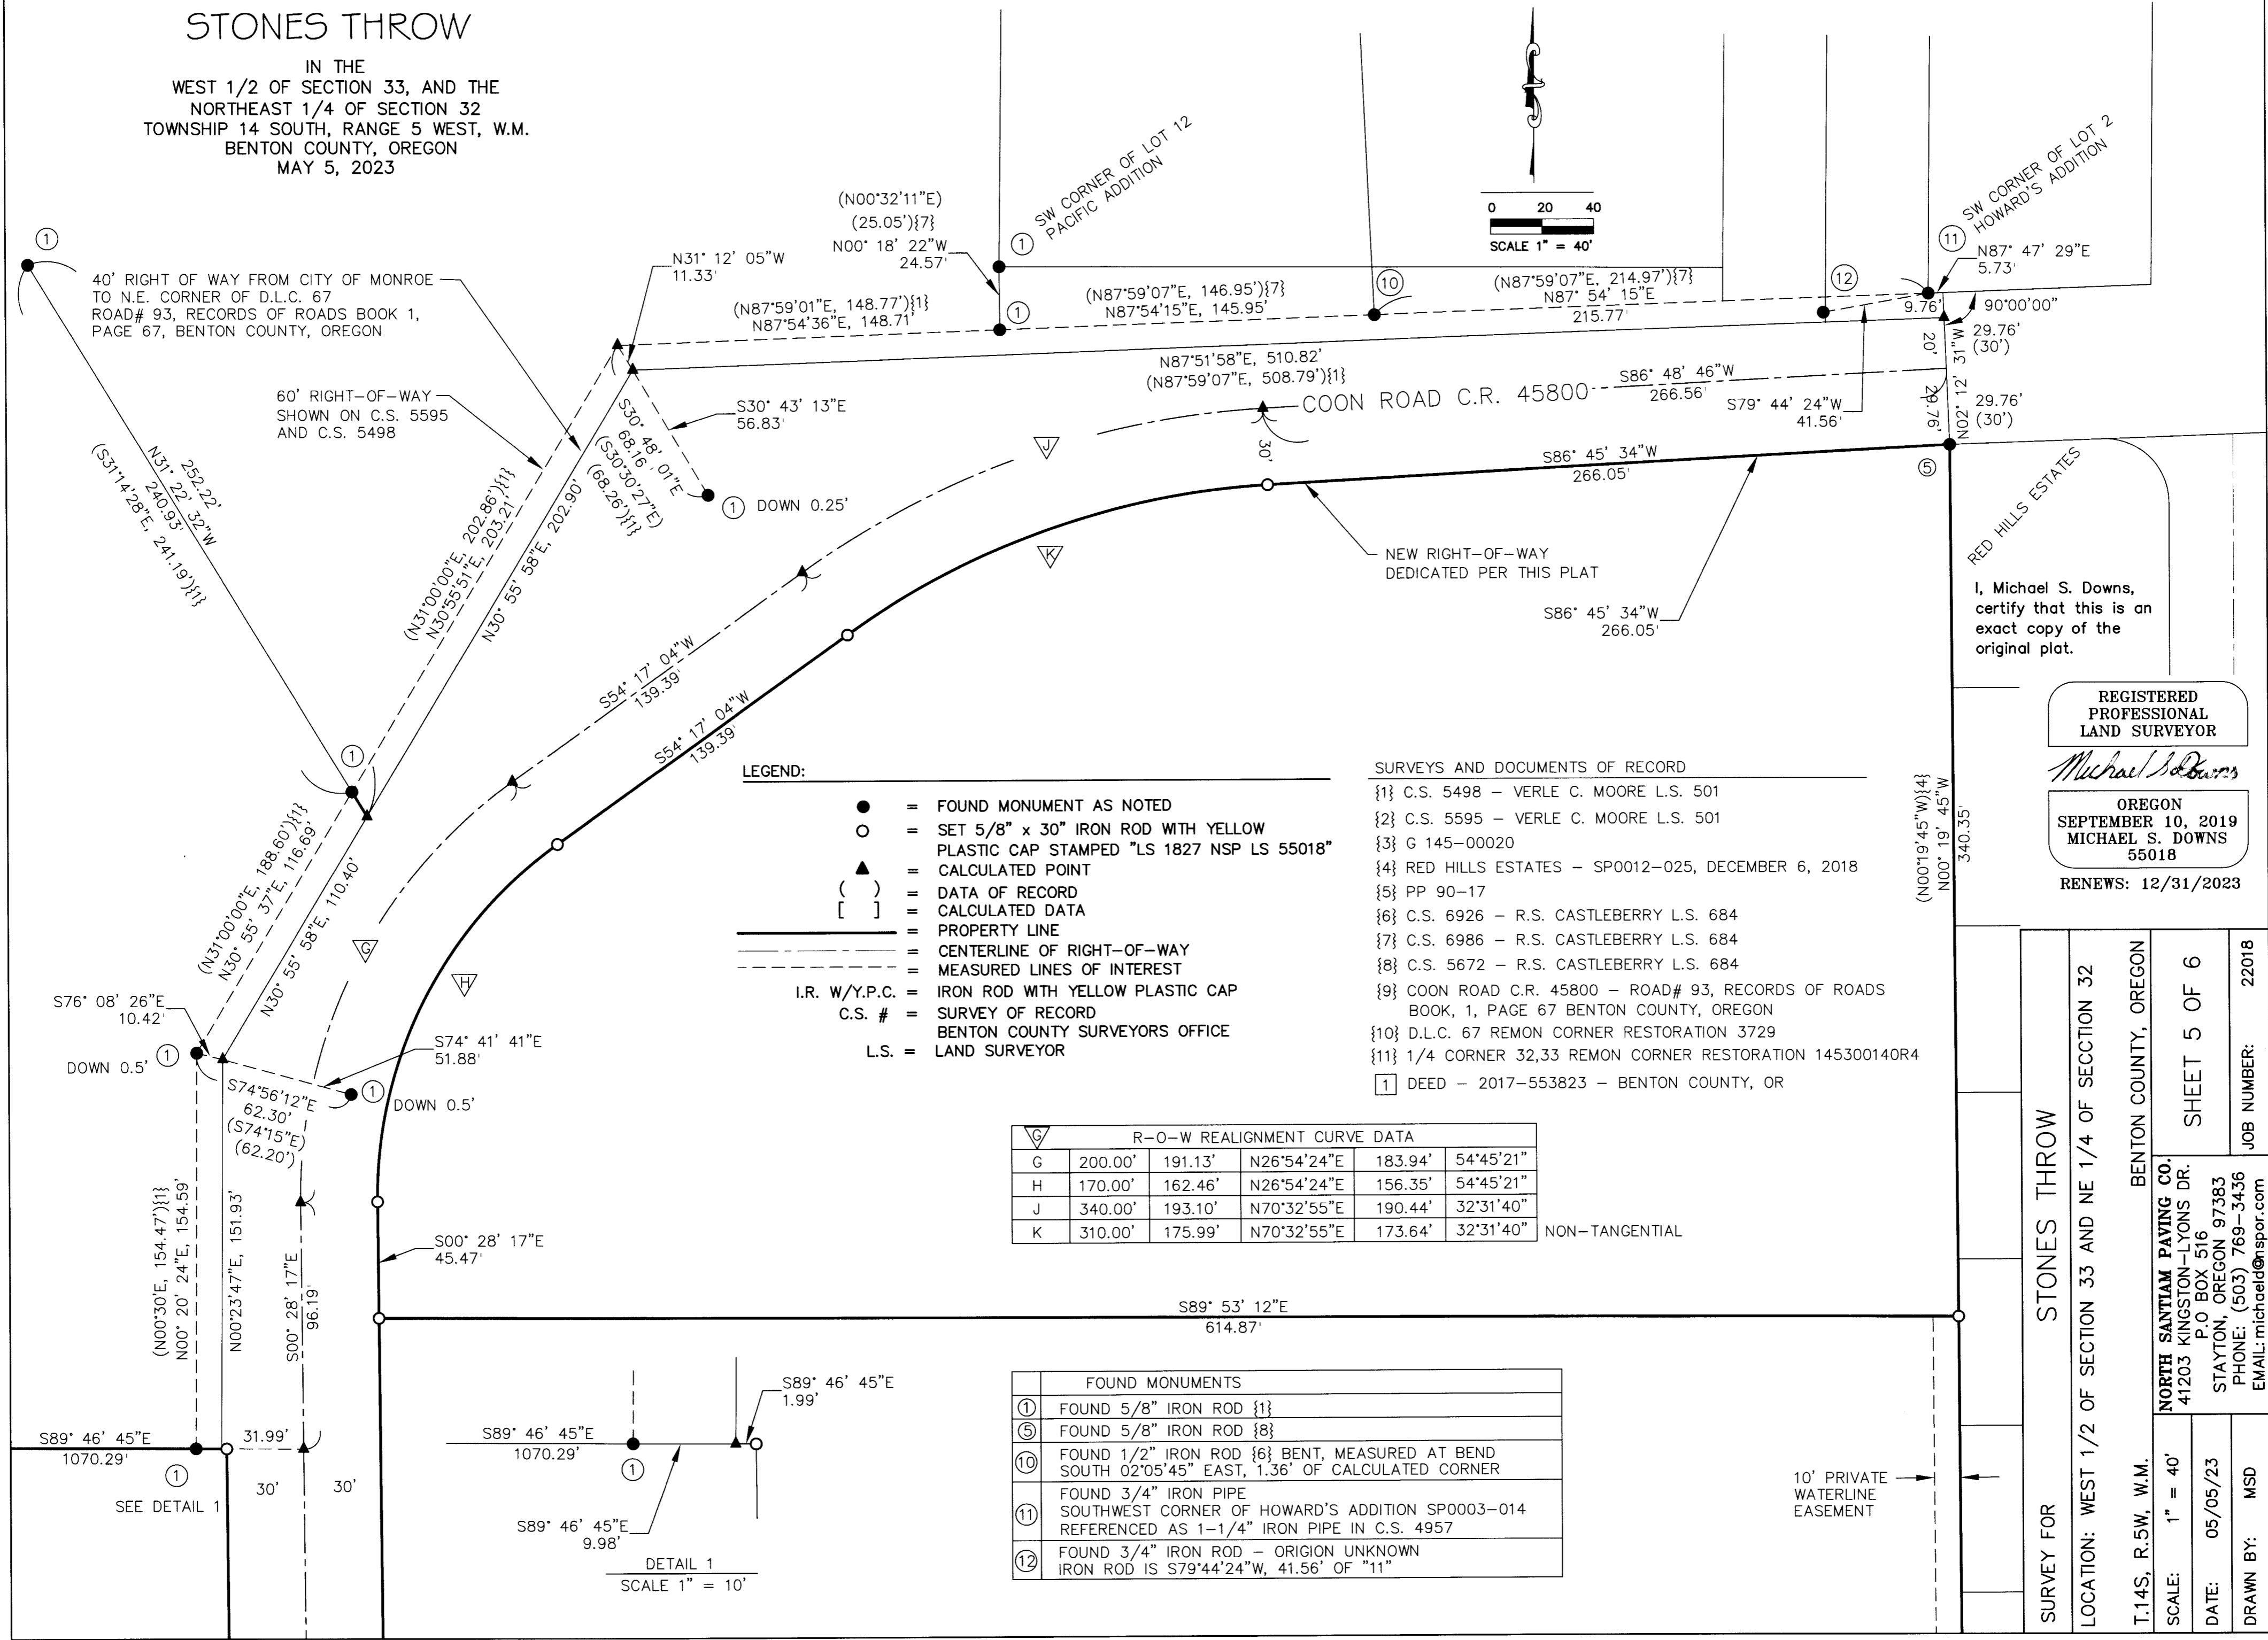 STONES THROW
IN THE
WEST 1/2 OF SECTION 33, AND THE
NORTHEAST 1/4 OF SECTION 32
TOWNSHIP 14 SOUTH, RANGE 5 WEST, W.M.
BENTON COUNTY, OREGON
MAY 5, 2023
1
40' RIGHT OF WAY FROM CITY OF MONROE
TO N.E. CORNER OF D.L.C. 67
ROAD# 93, RECORDS OF ROADS BOOK 1,
PAGE 67, BENTON COUNTY, OREGON
60' RIGHT-OF-WAY
SHOWN ON C.S. 5595
AND C.S. 5498
252.22'
N31° 22' 32"W
240.93'
(S31°14'28"E, 241.19'){1}
N31° 12' 05"W
11.33'
(N00°32'11"E)
(25.05'){7}
N00° 18' 22"W
24.57'
1
SW CORNER OF LOT 12
PACIFIC ADDITION
(N87°59'01"E, 148.77'){1}
N87°54'36"E, 148.71'
1
(N87°59'07"E, 146.95'){7}
N87°54'15"E, 145.95'
10
(N87°59'07"E, 214.97'){7}
N87° 54' 15"E
215.77'
0 20 40
SCALE 1" = 40'
SW CORNER OF LOT 2
HOWARD'S ADDITION
11
N87° 47' 29"E
5.73'
12
9.76'
90°00'00"
29.76'
(30')
20'
N02° 12' 31"W
29.76'
29.76'
(30')
N87°51'58"E, 510.82'
(N87°59'07"E, 508.79'){1}
COON ROAD C.R. 45800
S86° 48' 46"W
266.56'
S79° 44' 24"W
41.56'
S30° 43' 13"E
56.83'
S30° 48' 01"E
68.16'
(S30°30'27"E)
(68.26'){1}
1 DOWN 0.25'
J
30'
S86° 45' 34"W
266.05'
5
RED HILLS ESTATES
K
NEW RIGHT-OF-WAY
DEDICATED PER THIS PLAT
S86° 45' 34"W
266.05'
(N31°00'00"E, 202.86'){1}
N30°55'51"E, 203.21'
N30° 55' 58"E, 202.90'
S54° 17' 04"W
139.39'
S54° 17' 04"W
139.39'
I, Michael S. Downs,
certify that this is an
exact copy of the
original plat.
REGISTERED
PROFESSIONAL
LAND SURVEYOR
Michael S. Downs
OREGON
SEPTEMBER 10, 2019
MICHAEL S. DOWNS
55018
RENEWS: 12/31/2023
(N00°19'45"W){4}
N00° 19' 45"W
340.35'
1
(N31°00'00"E, 188.60'){1}
N30° 55' 37"E, 116.69'
N30° 55' 58"E, 110.40'
G
H
LEGEND:
= FOUND MONUMENT AS NOTED
= SET 5/8" x 30" IRON ROD WITH YELLOW
PLASTIC CAP STAMPED "LS 1827 NSP LS 55018"
= CALCULATED POINT
( ) = DATA OF RECORD
[ ] = CALCULATED DATA
= PROPERTY LINE
= CENTERLINE OF RIGHT-OF-WAY
= MEASURED LINES OF INTEREST
I.R. W/Y.P.C. = IRON ROD WITH YELLOW PLASTIC CAP
C.S. # = SURVEY OF RECORD
BENTON COUNTY SURVEYORS OFFICE
L.S. = LAND SURVEYOR
SURVEYS AND DOCUMENTS OF RECORD
{1} C.S. 5498 - VERLE C. MOORE L.S. 501
{2} C.S. 5595 - VERLE C. MOORE L.S. 501
{3} G 145-00020
{4} RED HILLS ESTATES - SP0012-025, DECEMBER 6, 2018
{5} PP 90-17
{6} C.S. 6926 - R.S. CASTLEBERRY L.S. 684
{7} C.S. 6986 - R.S. CASTLEBERRY L.S. 684
{8} C.S. 5672 - R.S. CASTLEBERRY L.S. 684
{9} COON ROAD C.R. 45800 - ROAD# 93, RECORDS OF ROADS
BOOK, 1, PAGE 67 BENTON COUNTY, OREGON
{10} D.L.C. 67 REMON CORNER RESTORATION 3729
{11} 1/4 CORNER 32,33 REMON CORNER RESTORATION 145300140R4
1 DEED - 2017-553823 - BENTON COUNTY, OR
S76° 08' 26"E
10.42'
DOWN 0.5' 1
S74° 41' 41"E
51.88'
1
DOWN 0.5'
S74°56'12"E
62.30'
(S74°15"E)
(62.20')
(N00°30'E, 154.47'){1}
N00° 20' 24"E, 154.59'
N00°23'47"E, 151.93'
S00° 28' 17"E
96.19'
S00° 28' 17"E
45.47'
G R-O-W REALIGNMENT CURVE DATA
G 200.00' 191.13' N26°54'24"E 183.94' 54°45'21"
H 170.00' 162.46' N26°54'24"E 156.35' 54°45'21"
J 340.00' 193.10' N70°32'55"E 190.44' 32°31'40"
K 310.00' 175.99' N70°32'55"E 173.64' 32°31'40" NON-TANGENTIAL
S89° 53' 12"E
614.87'
S89° 46' 45"E
1070.29'
31.99'
1
SEE DETAIL 1
30' 30'
S89° 46' 45"E
1070.29'
1
S89° 46' 45"E
1.99'
S89° 46' 45"E
9.98'
DETAIL 1
SCALE 1" = 10'
FOUND MONUMENTS
1 FOUND 5/8" IRON ROD {1}
5 FOUND 5/8" IRON ROD {8}
10 FOUND 1/2" IRON ROD {6} BENT, MEASURED AT BEND
SOUTH 02°05'45" EAST, 1.36' OF CALCULATED CORNER
11 FOUND 3/4" IRON PIPE
SOUTHWEST CORNER OF HOWARD'S ADDITION SP0003-014
REFERENCED AS 1-1/4" IRON PIPE IN C.S. 4957
12 FOUND 3/4" IRON ROD - ORIGION UNKNOWN
IRON ROD IS S79°44'24"W, 41.56' OF "11"
10' PRIVATE
WATERLINE
EASEMENT
SURVEY FOR STONES THROW
LOCATION: WEST 1/2 OF SECTION 33 AND NE 1/4 OF SECCTION 32
T.14S, R.5W, W.M. BENTON COUNTY, OREGON
SCALE: 1" = 40'
DATE: 05/05/23
DRAWN BY: MSD
NORTH SANTIAM PAVING CO.
41203 KINGSTON-LYONS DR.
P.O BOX 516
STAYTON, OREGON 97383
PHONE: (503) 769-3436
EMAIL: michaeld@nspor.com
SHEET 5 OF 6
JOB NUMBER: 22018